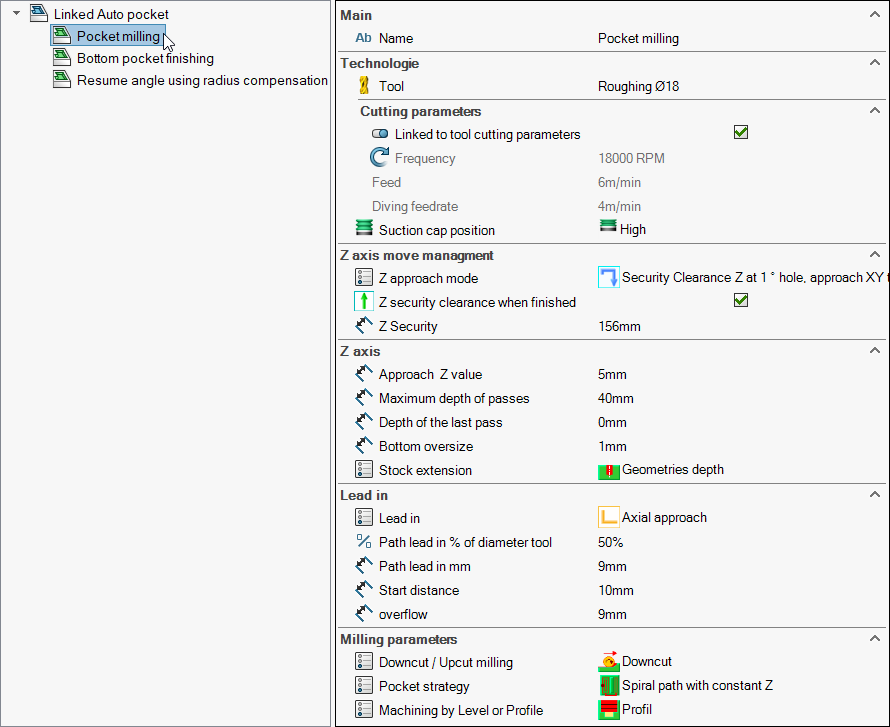 Linked Auto pocket
Pocket milling
Bottom pocket finishing
Resume angle using radius compensation
Main
Ab Name Pocket milling
Technologie
Tool Roughing Ø18
Cutting parameters
Linked to tool cutting parameters
Frequency 18000 RPM
Feed 6m/min
Diving feedrate 4m/min
Suction cap position High
Z axis move managment
Z approach mode Security Clearance Z at 1 ° hole, approach XY t
Z security clearance when finished
Z Security 156mm
Z axis
Approach Z value 5mm
Maximum depth of passes 40mm
Depth of the last pass 0mm
Bottom oversize 1mm
Stock extension Geometries depth
Lead in
Lead in Axial approach
Path lead in % of diameter tool 50%
Path lead in mm 9mm
Start distance 10mm
overflow 9mm
Milling parameters
Downcut / Upcut milling Downcut
Pocket strategy Spiral path with constant Z
Machining by Level or Profile Profil